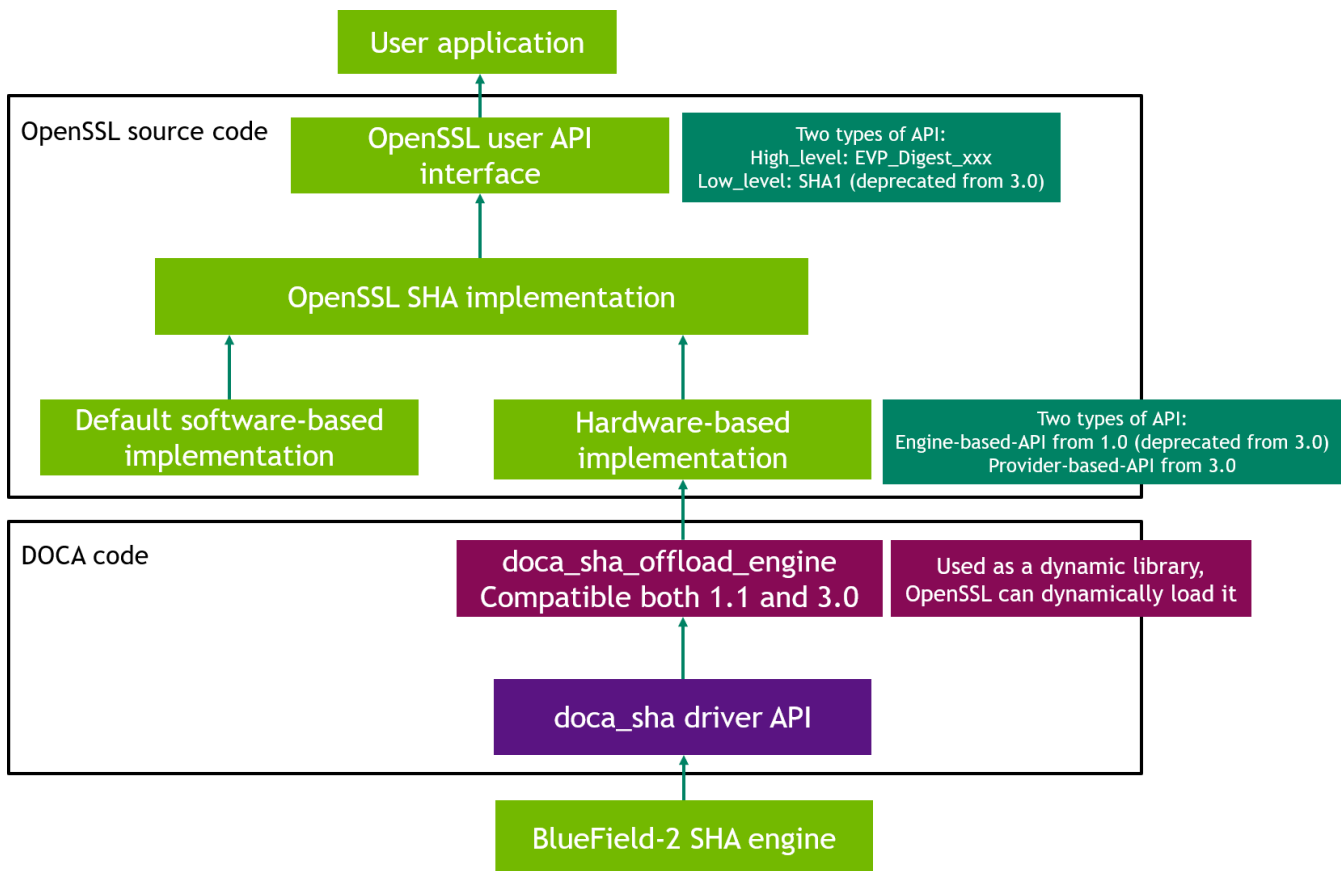 User application
OpenSSL source code
OpenSSL user API
interface
Two types of API:
High_level: EVP_Digest_xxx
Low_level: SHA1 (deprecated from 3.0)
OpenSSL SHA implementation
Default software-based
implementation
Hardware-based
implementation
Two types of API:
Engine-based-API from 1.0 (deprecated from 3.0)
Provider-based-API from 3.0
DOCA code
doca_sha_offload_engine
Compatible both 1.1 and 3.0
Used as a dynamic library,
OpenSSL can dynamically load it
doca_sha driver API
BlueField-2 SHA engine